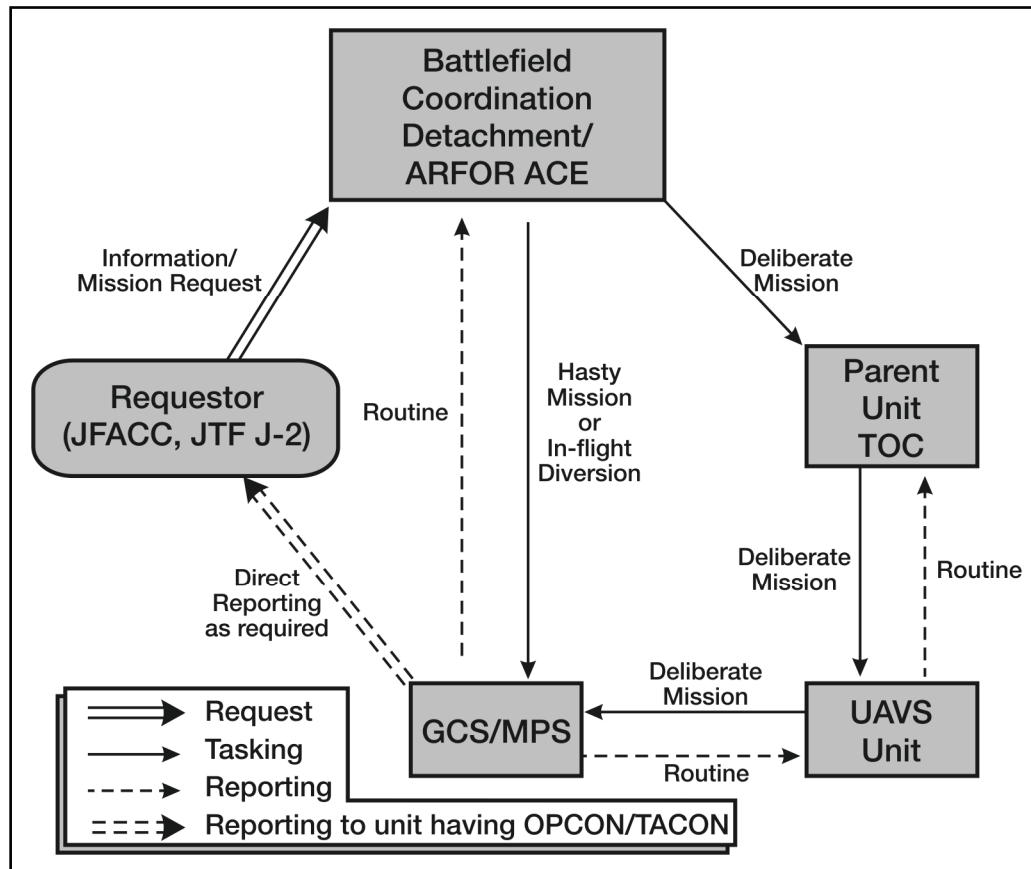 Battlefield
Coordination
Detachment/
ARFOR ACE
Information/
Mission Request
Deliberate
Mission
Requestor
(JFACC, JTF J-2)
Routine
Hasty
Mission
or
In-flight
Diversion
Parent
Unit
TOC
Direct
Reporting
as required
Deliberate
Mission
Routine
Deliberate
Mission
GCS/MPS
Routine
UAVS
Unit
Request
Tasking
Reporting
Reporting to unit having OPCON/TACON